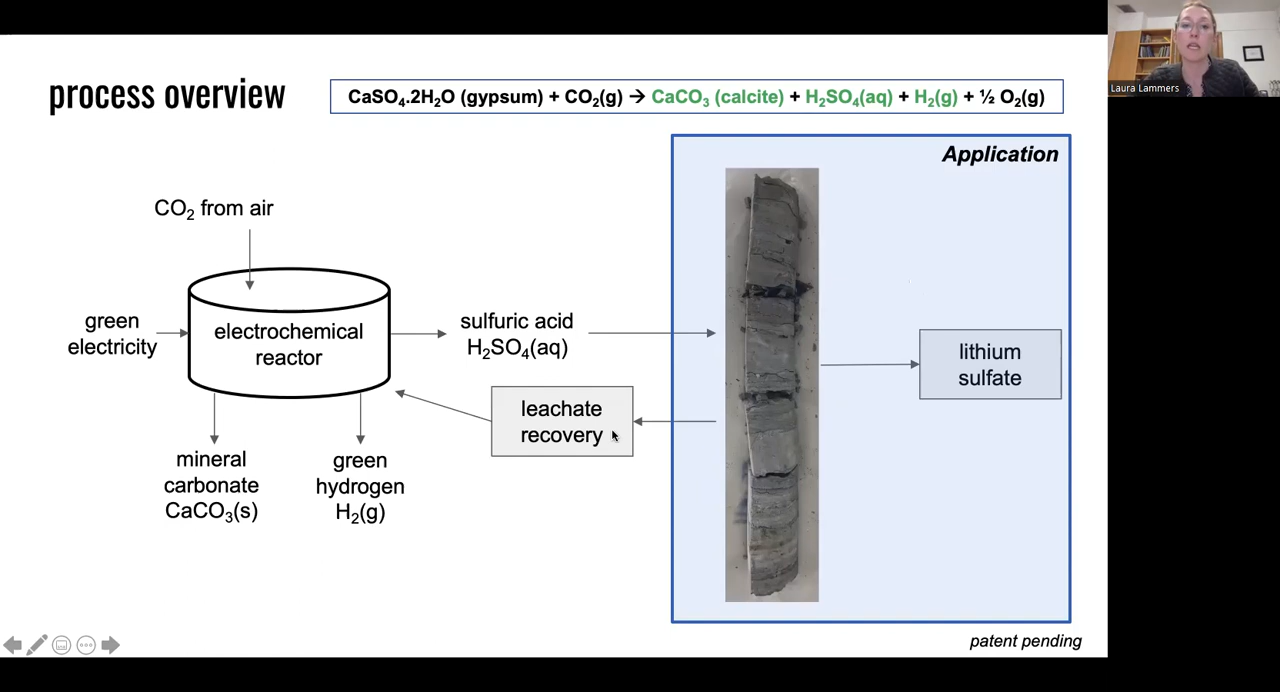 process overview
CaSO₄.2H₂O (gypsum) + CO₂(g) → CaCO₃ (calcite) + H₂SO₄(aq) + H₂(g) + ½ O₂(g)
Laura Lammers
Application
CO₂ from air
green
electricity
electrochemical
reactor
sulfuric acid
H₂SO₄(aq)
lithium
sulfate
leachate
recovery
mineral
carbonate
CaCO₃(s)
green
hydrogen
H₂(g)
patent pending